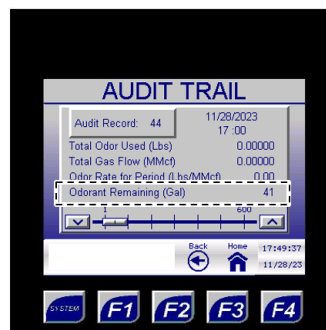 AUDIT TRAIL
Audit Record: 44
11/28/2023
17 :00
Total Odor Used (Lbs) 0.00000
Total Gas Flow (MMcf) 0.00000
Odor Rate for Period (Lbs/MMcf) 0.00
Odorant Remaining (Gal) 41
1 600
Back Home 17:49:37
11/28/23
SYSTEM F1 F2 F3 F4